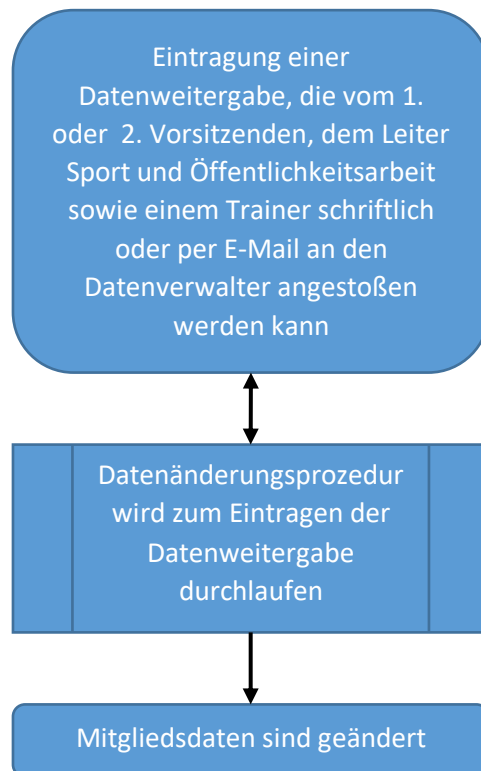 Eintragung einer
Datenweitergabe, die vom 1.
oder  2. Vorsitzenden, dem Leiter
Sport und Öffentlichkeitsarbeit
sowie einem Trainer schriftlich
oder per E-Mail an den
Datenverwalter angestoßen
werden kann
Datenänderungsprozedur
wird zum Eintragen der
Datenweitergabe
durchlaufen
Mitgliedsdaten sind geändert